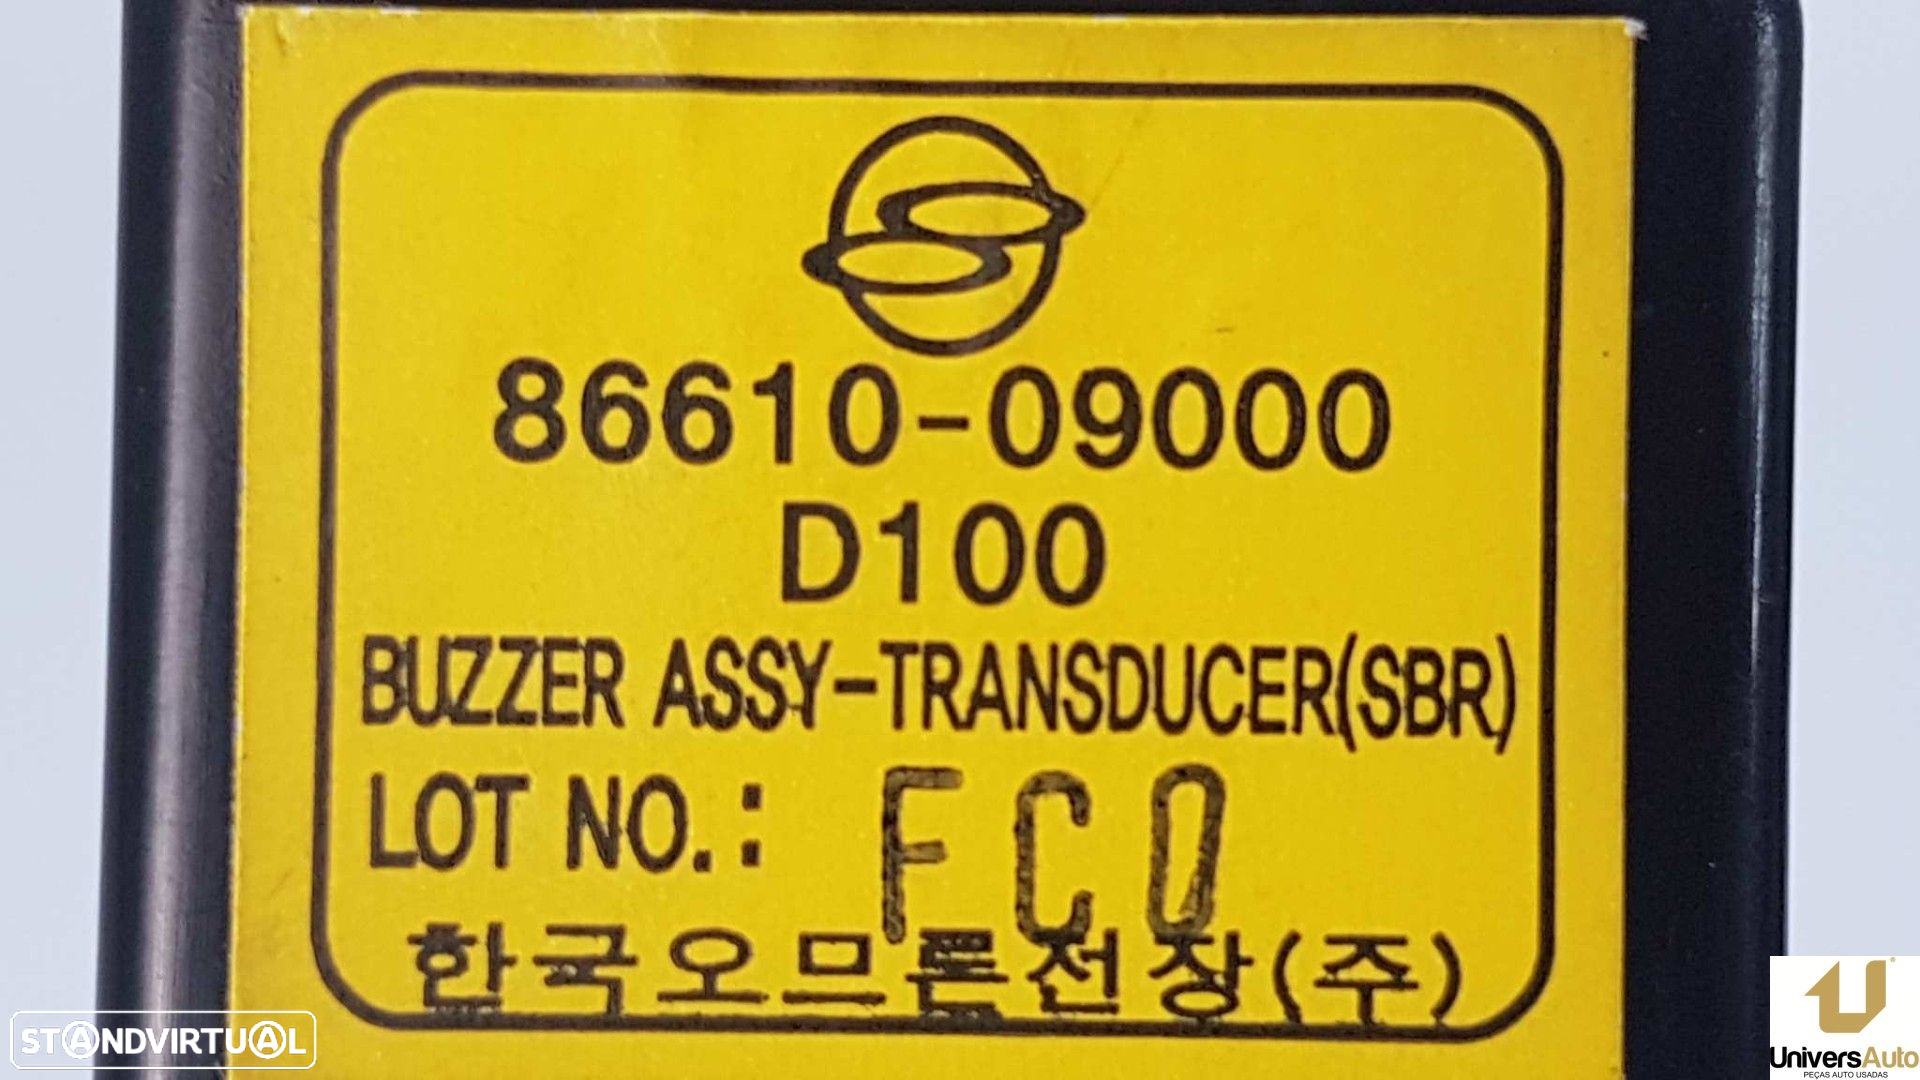 86610-09000
D100
BUZZER ASSY-TRANSDUCER(SBR)
LOT NO.: FC0
한국오므론전장(주)
STANDVIRTUAL
UniversAuto
PEÇAS AUTO USADAS